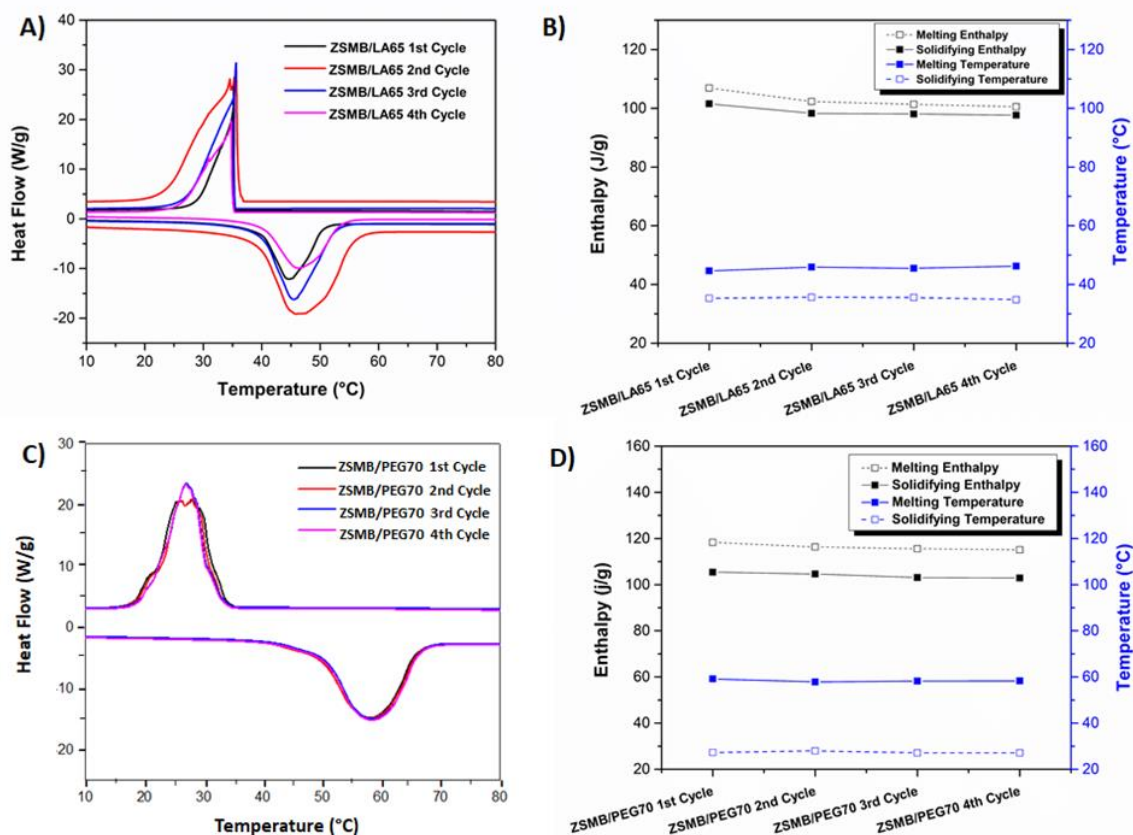 A)
40
30
20
10
0
-10
-20
Heat Flow (W/g)
ZSMB/LA65 1st Cycle
ZSMB/LA65 2nd Cycle
ZSMB/LA65 3rd Cycle
ZSMB/LA65 4th Cycle
10 20 30 40 50 60 70 80
Temperature (°C)
B)
120
100
80
60
40
20
Enthalpy (J/g)
Melting Enthalpy
Solidifying Enthalpy
Melting Temperature
Solidifying Temperature
120
100
80
60
40
20
Temperature (°C)
ZSMB/LA65 1st Cycle
ZSMB/LA65 2nd Cycle
ZSMB/LA65 3rd Cycle
ZSMB/LA65 4th Cycle
C)
30
20
10
0
-10
20
Heat Flow (W/g)
ZSMB/PEG70 1st Cycle
ZSMB/PEG70 2nd Cycle
ZSMB/PEG70 3rd Cycle
ZSMB/PEG70 4th Cycle
10 20 30 40 50 60 70 80
Temperature (°C)
D)
160
140
120
100
80
60
40
20
Enthalpy (j/g)
Melting Enthalpy
Solidifying Enthalpy
Melting Temperature
Solidifying Temperature
160
140
120
100
80
60
40
20
Temperature (°C)
ZSMB/PEG70 1st Cycle
ZSMB/PEG70 2nd Cycle
ZSMB/PEG70 3rd Cycle
ZSMB/PEG70 4th Cycle